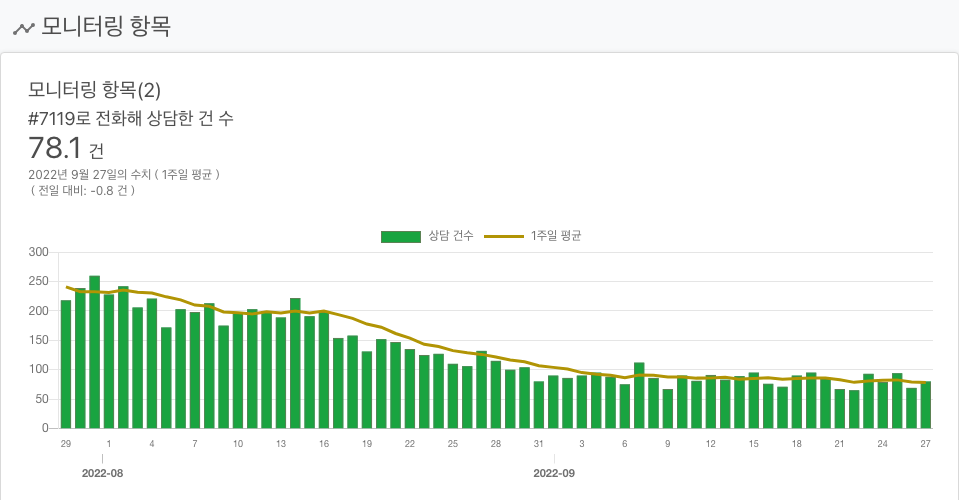 모니터링 항목
모니터링 항목(2)
#7119로 전화해 상담한 건 수
78.1 건
2022년 9월 27일의 수치 ( 1주일 평균 )
( 전일 대비: -0.8 건 )
상담 건수 1주일 평균
300
250
200
150
100
50
0
29 1 4 7 10 13 16 19 22 25 28 31 3 6 9 12 15 18 21 24 27
2022-08 2022-09